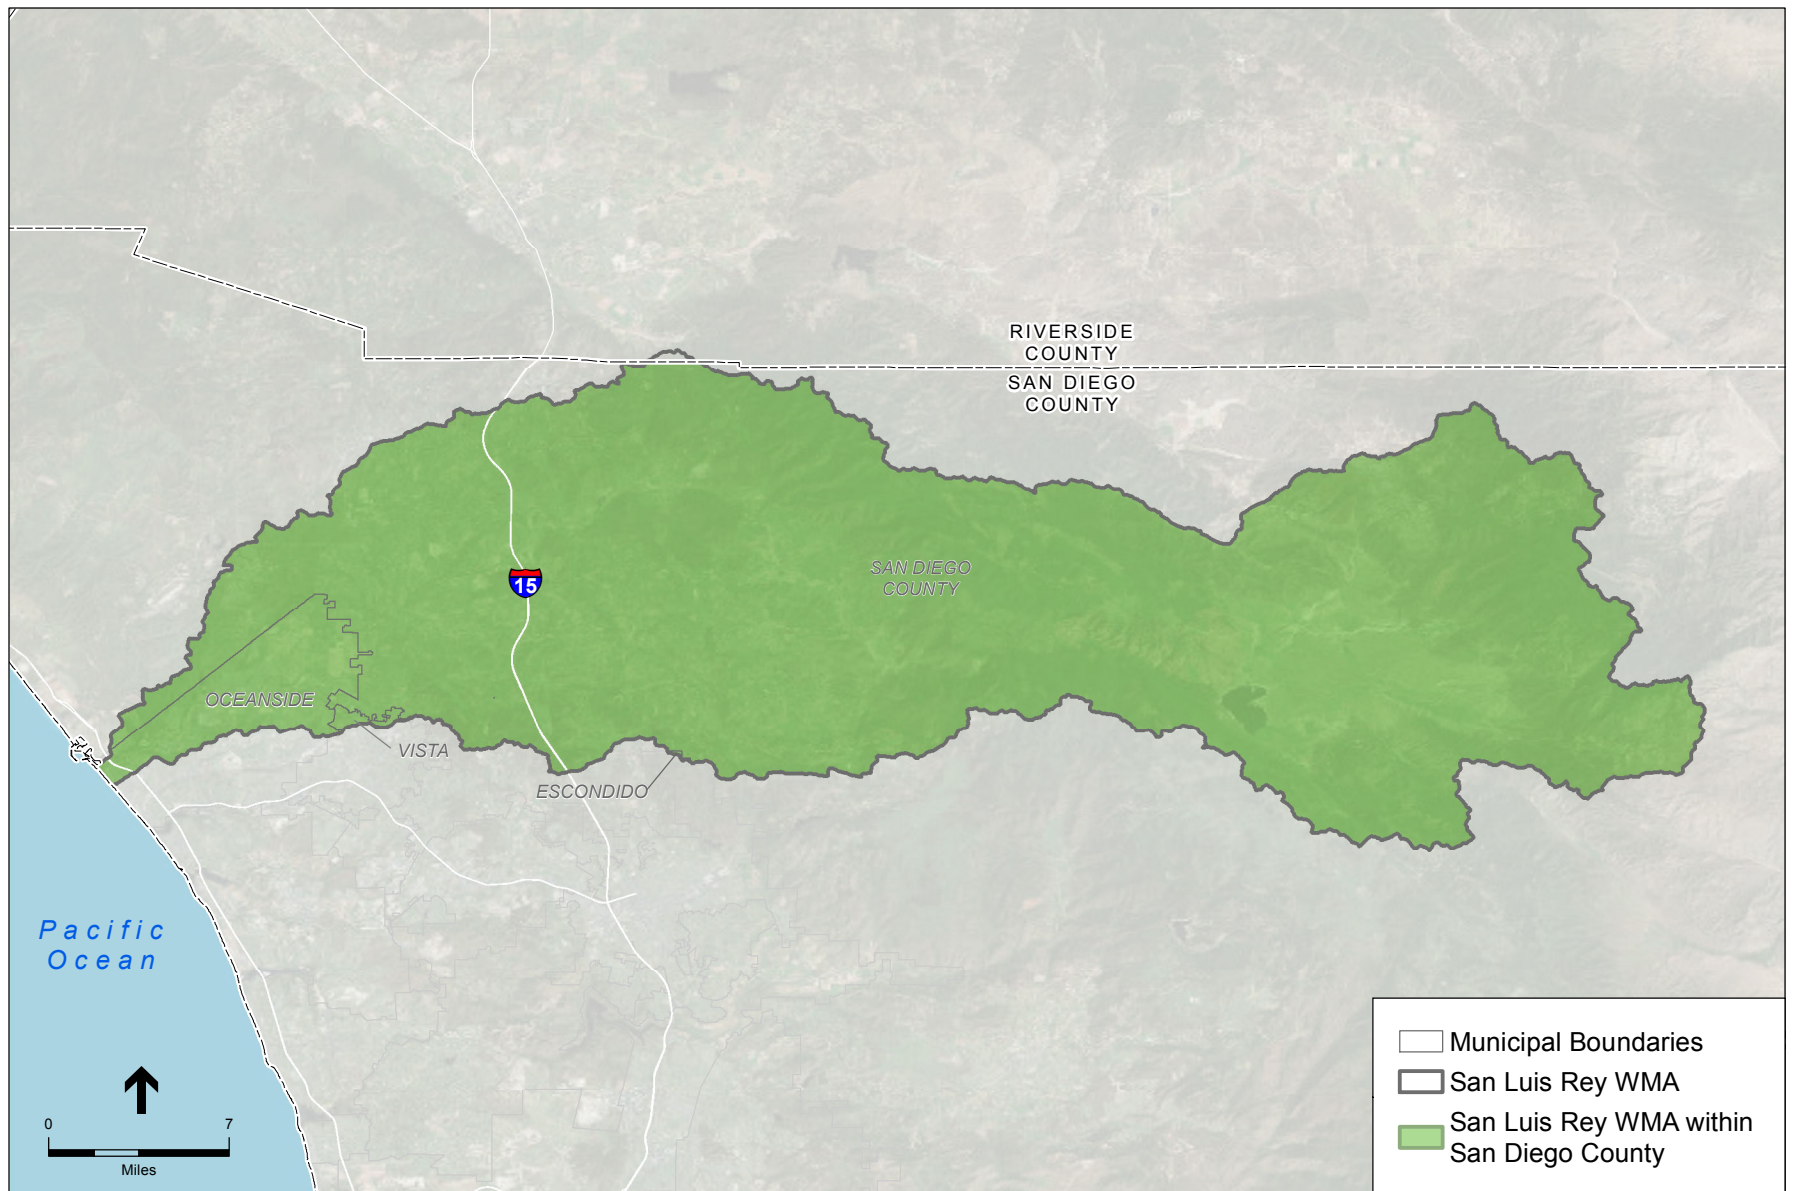 RIVERSIDE
COUNTY
SAN DIEGO
COUNTY
SAN DIEGO
COUNTY
15
OCEANSIDE
VISTA
ESCONDIDO
Pacific
Ocean
0 7
Miles
Municipal Boundaries
San Luis Rey WMA
San Luis Rey WMA within
San Diego County